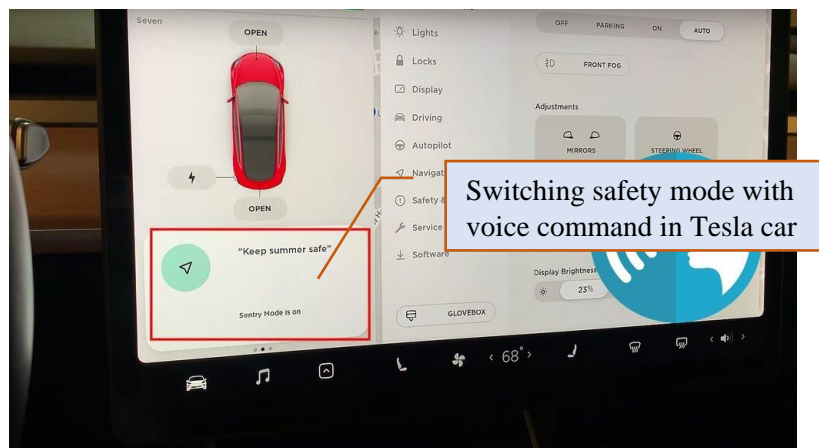 Seven
OPEN
OPEN
"Keep summer safe"
Sentry Mode is on
Lights
Locks
Display
Driving
Autopilot
Navigat
Safety &
Service
Software
GLOVEBOX
OFF PARKING ON AUTO
FRONT FOG
Adjustments
MIRRORS
STEERING WHEEL
Switching safety mode with
voice command in Tesla car
Display Brightness
23%
< 68° >